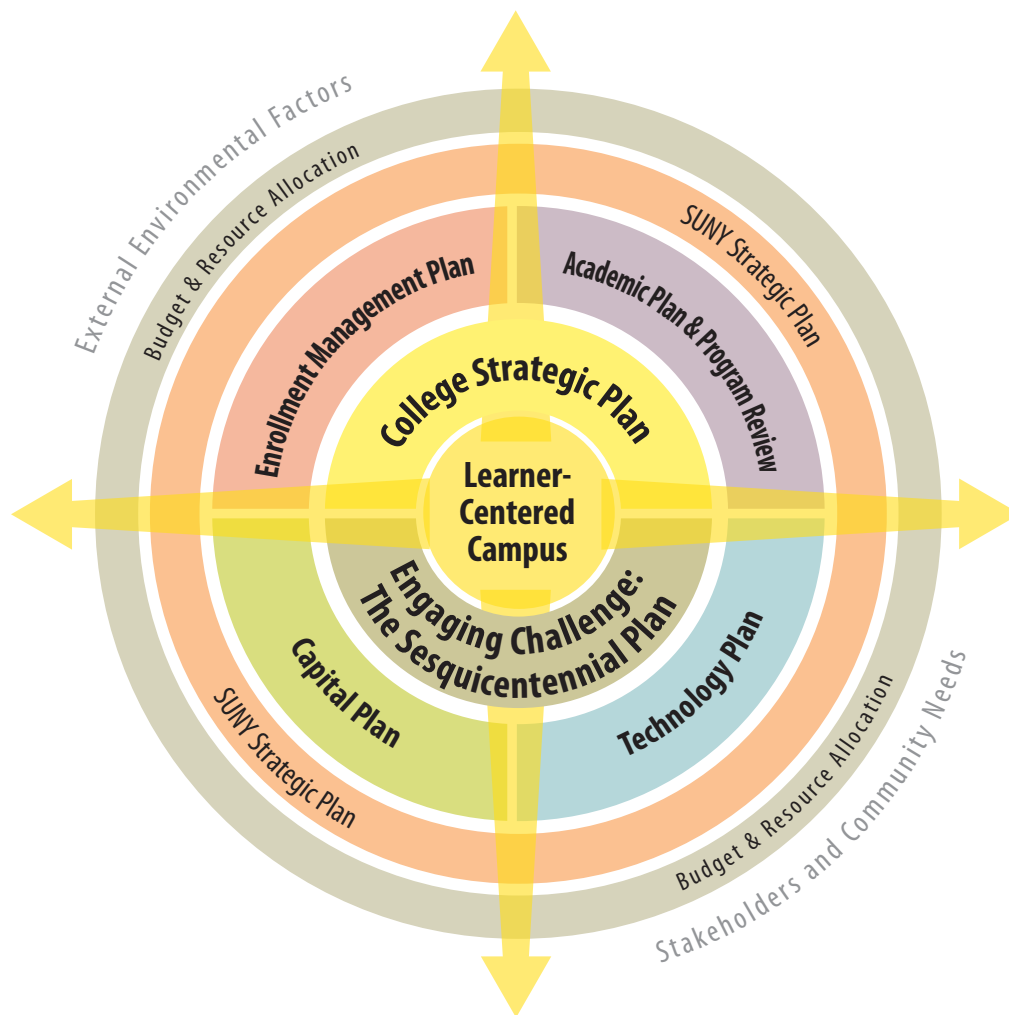 External Environmental Factors
Budget & Resource Allocation
SUNY Strategic Plan
Enrollment Management Plan
Academic Plan & Program Review
College Strategic Plan
Learner-
Centered
Campus
Engaging Challenge:
The Sesquicentennial Plan
Capital Plan
Technology Plan
SUNY Strategic Plan
Budget & Resource Allocation
Stakeholders and Community Needs